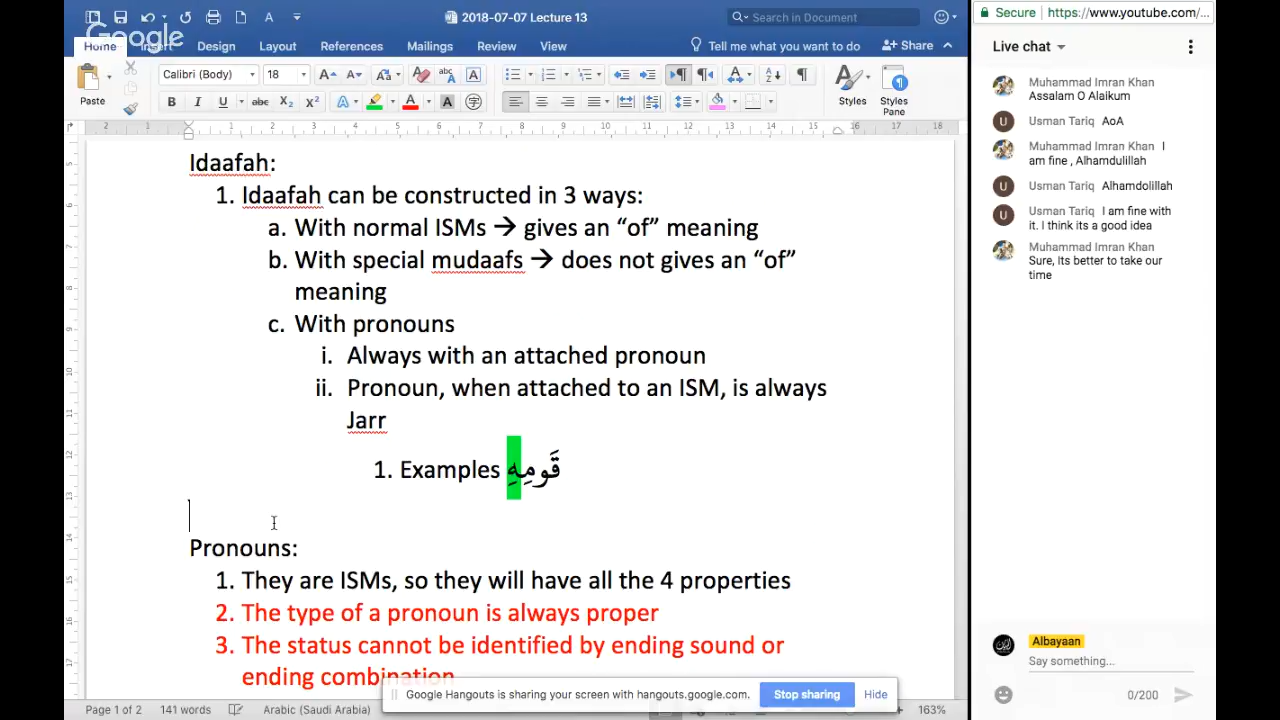 2018-07-07 Lecture 13
Search in Document
Google
Home Insert Design Layout References Mailings Review View
Tell me what you want to do
Share
Calibri (Body) 18
Paste
Styles
Styles Pane
Idaafah:
1. Idaafah can be constructed in 3 ways:
a. With normal ISMs → gives an “of” meaning
b. With special mudaafs → does not gives an “of”
meaning
c. With pronouns
i. Always with an attached pronoun
ii. Pronoun, when attached to an ISM, is always
Jarr
1. Examples قَومِهِ
Pronouns:
1. They are ISMs, so they will have all the 4 properties
2. The type of a pronoun is always proper
3. The status cannot be identified by ending sound or
ending combination
Google Hangouts is sharing your screen with hangouts.google.com. Stop sharing Hide
Page 1 of 2 141 words Arabic (Saudi Arabia) 163%
Secure https://www.youtube.com/...
Live chat
Muhammad Imran Khan
Assalam O Alaikum
Usman Tariq AoA
Muhammad Imran Khan I
am fine , Alhamdulillah
Usman Tariq Alhamdolillah
Usman Tariq I am fine with
it. I think its a good idea
Muhammad Imran Khan
Sure, Its better to take our
time
Albayaan
Say something...
0/200